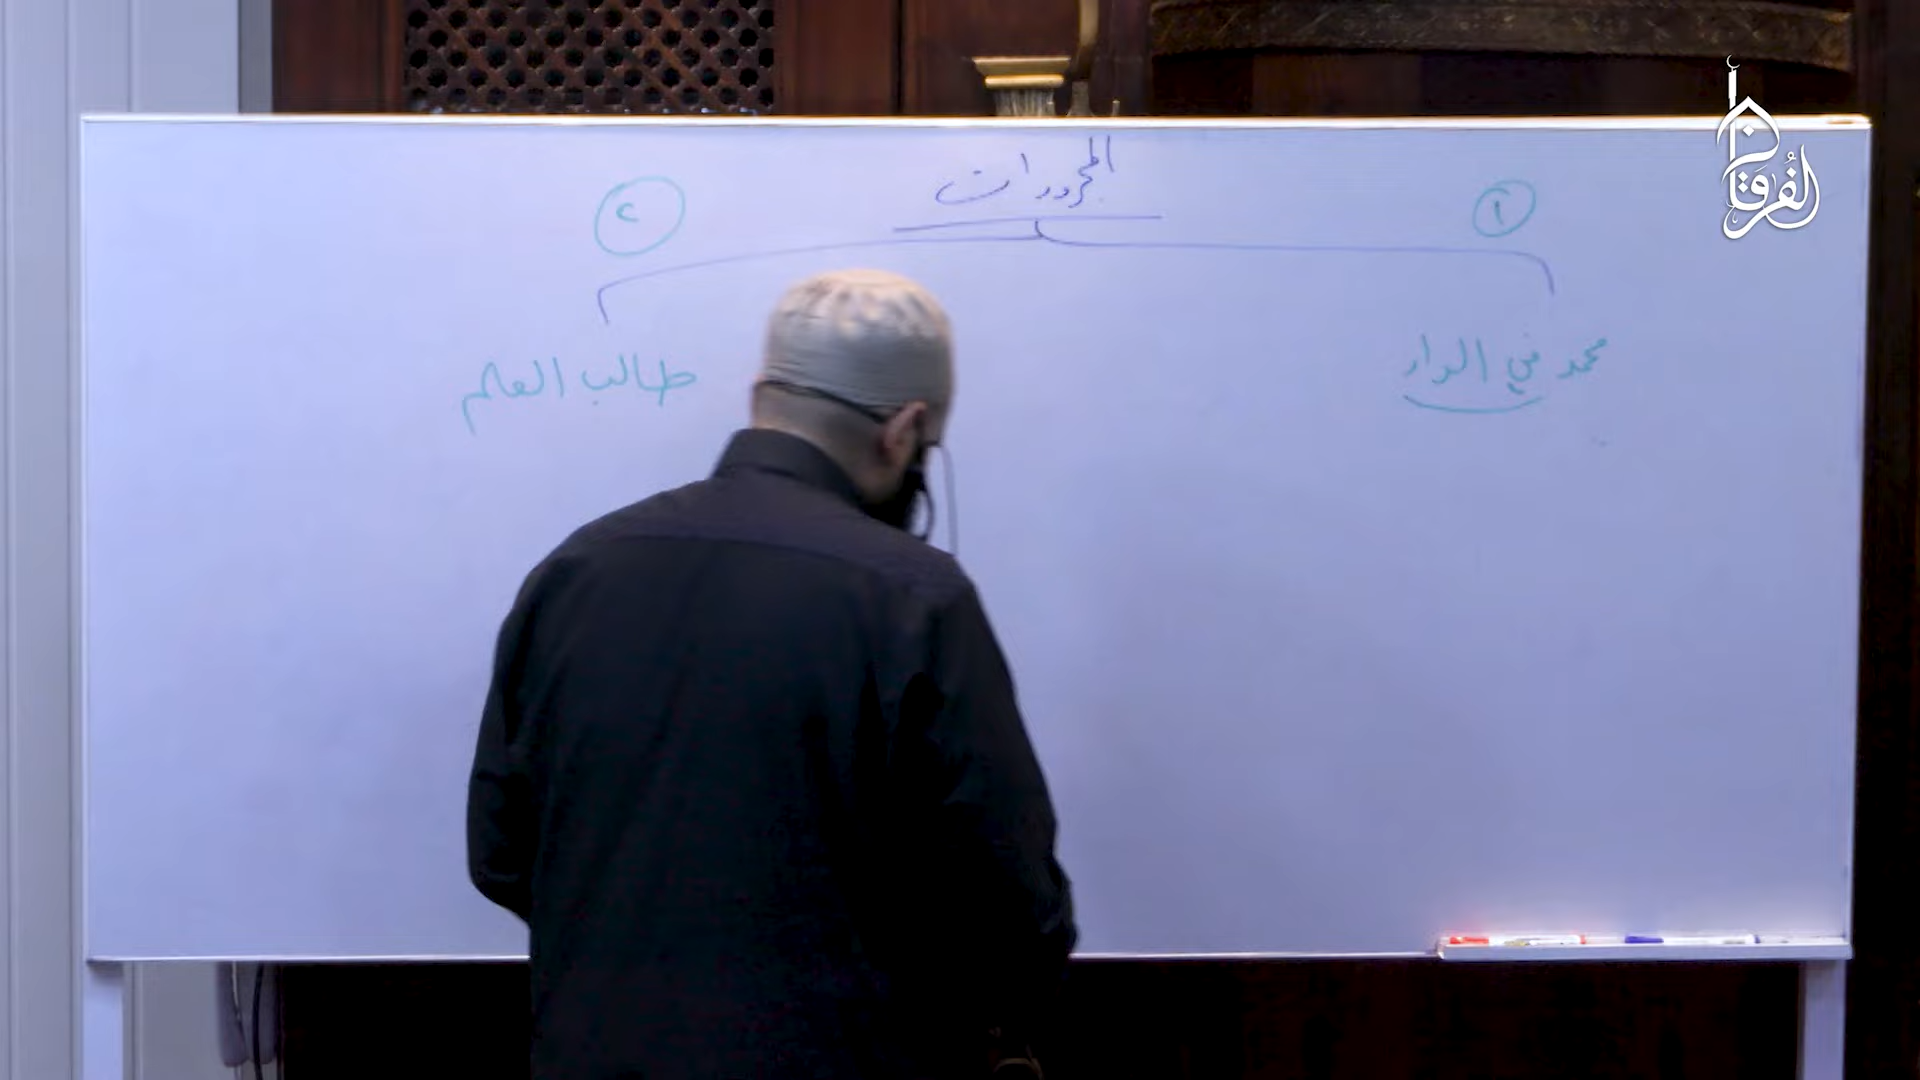 المجرورات
١
٢
محمد في الدار
طالب العلم
الفرقان